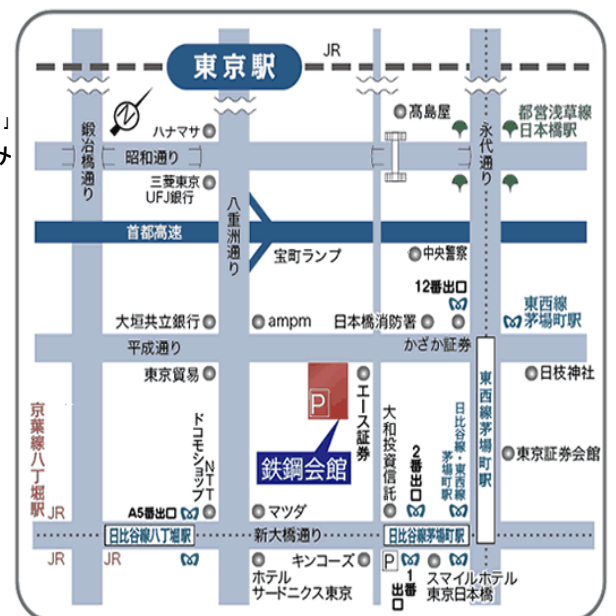 JR
東京駅
」
み
鍛冶橋通り
ハナマサ
髙島屋
永代通り
都営浅草線
日本橋駅
昭和通り
三菱東京
UFJ銀行
八重洲通り
首都高速
宝町ランプ
中央警察
12番出口
大垣共立銀行
ampm
日本橋消防署
東西線
茅場町駅
平成通り
かざか証券
東京貿易
日枝神社
P
エース証券
東西線茅場町駅
京葉線八丁堀駅
ドコモショップ
NTT
鉄鋼会館
大和投資信託
2番出口
日比谷線・東西線
茅場町駅
東京証券会館
JR
A5番出口
マツダ
日比谷線八丁堀駅
新大橋通り
日比谷線茅場町駅
JR
JR
ホテル
サードニクス東京
キンコーズ
P
1番出口
スマイルホテル
東京日本橋